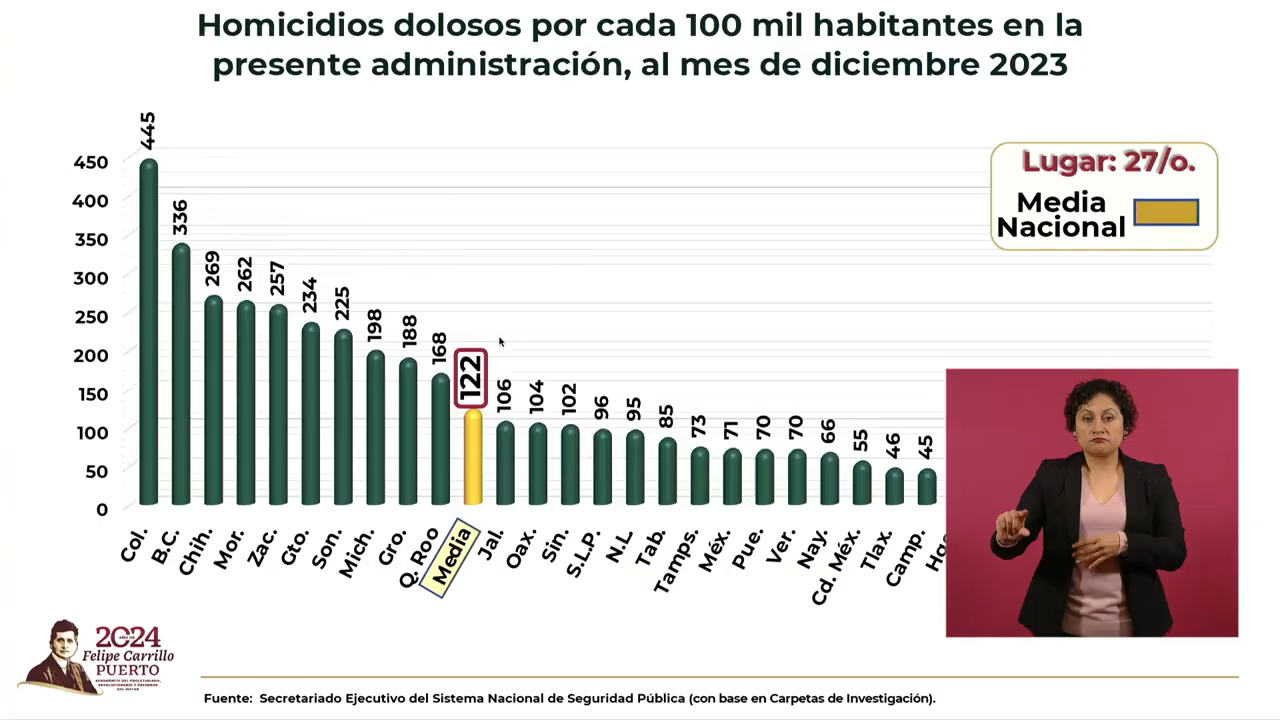 Homicidios dolosos por cada 100 mil habitantes en la
presente administración, al mes de diciembre 2023
450
400
350
300
250
200
150
100
50
0
445
336
269
262
257
234
225
198
188
168
122
106
104
102
96
95
85
73
71
70
70
66
55
46
45
Col.
B.C.
Chih.
Mor.
Zac.
Gto.
Son.
Mich.
Gro.
Q. Roo
Media
Jal.
Oax.
Sin.
S.L.P.
N.L
Tab.
Tamps.
Méx.
Pue.
Ver.
Nay.
Cd. Méx.
Tlax.
Camp.
Lugar: 27/o.
Media
Nacional
2024
Felipe Carrillo
PUERTO
Fuente: Secretariado Ejecutivo del Sistema Nacional de Seguridad Pública (con base en Carpetas de Investigación).